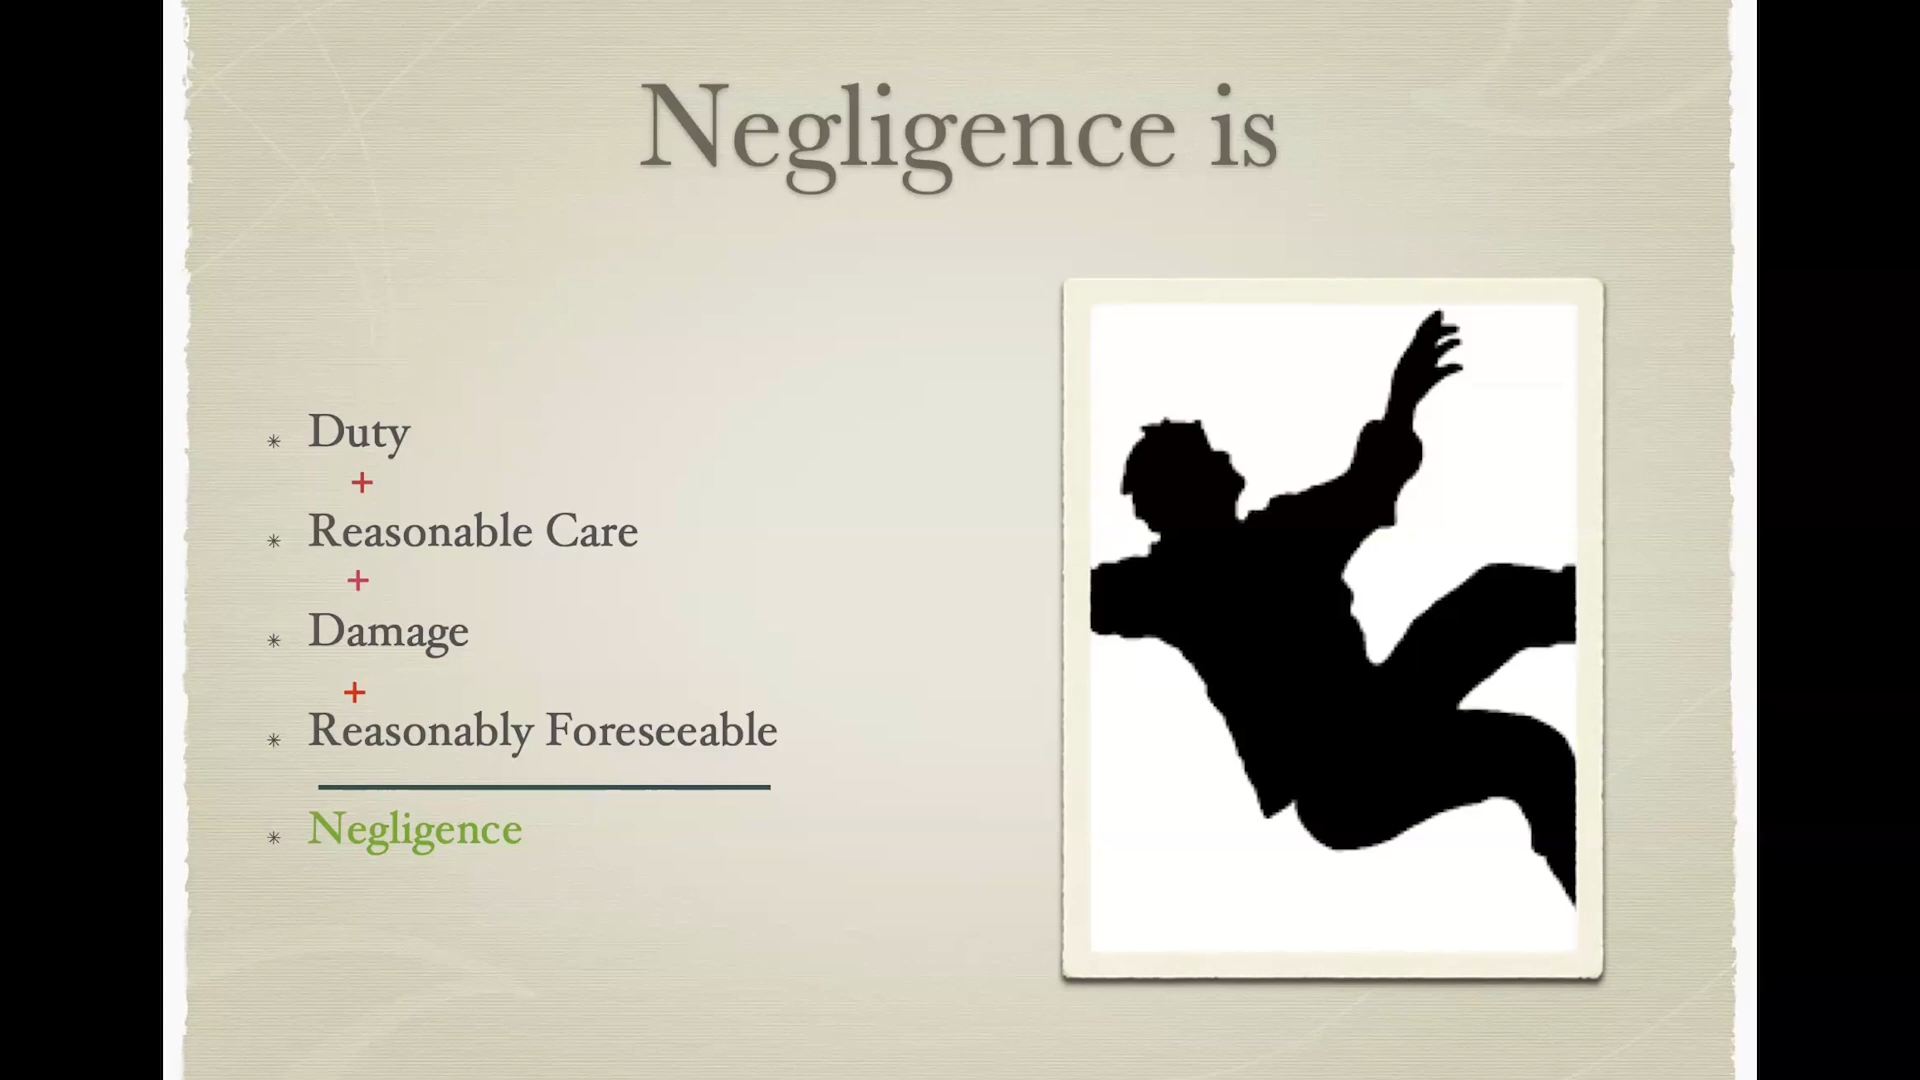 Negligence is
* Duty
+
* Reasonable Care
+
* Damage
+
* Reasonably Foreseeable
* Negligence